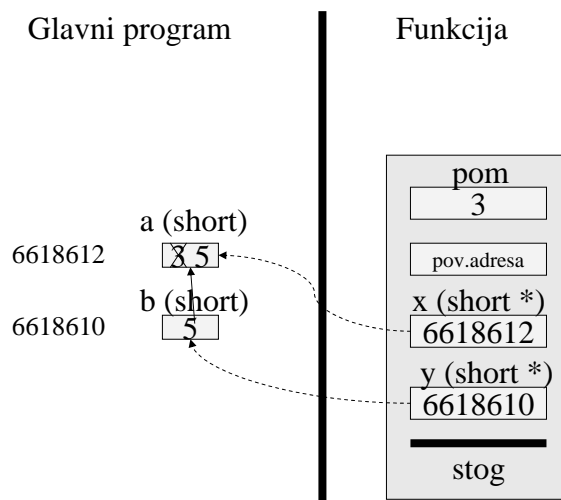 Glavni program
Funkcija
pom
3
a (short)
6618612
3 5
pov.adresa
b (short)
x (short *)
6618610
5
6618612
y (short *)
6618610
stog